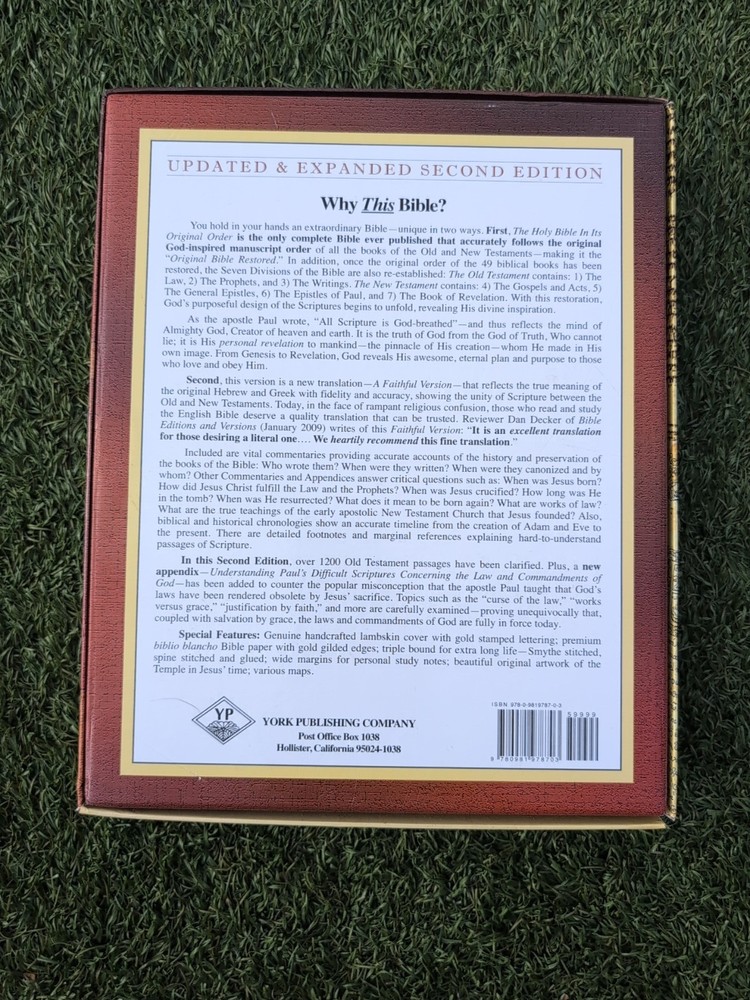 UPDATED & EXPANDED SECOND EDITION
Why This Bible?
You hold in your hands an extraordinary Bible—unique in two ways. First, The Holy Bible In Its
Original Order is the only complete Bible ever published that accurately follows the original
God-inspired manuscript order of all the books of the Old and New Testaments—making it the
"Original Bible Restored." In addition, once the original order of the 49 biblical books has been
restored, the Seven Divisions of the Bible are also re-established: The Old Testament contains: 1) The
Law, 2) The Prophets, and 3) The Writings. The New Testament contains: 4) The Gospels and Acts, 5)
The General Epistles, 6) The Epistles of Paul, and 7) The Book of Revelation. With this restoration,
God's purposeful design of the Scriptures begins to unfold, revealing His divine inspiration.
As the apostle Paul wrote, "All Scripture is God-breathed"—and thus reflects the mind of
Almighty God, Creator of heaven and earth. It is the truth of God from the God of Truth, Who cannot
lie; it is His personal revelation to mankind—the pinnacle of His creation—whom He made in His
own image. From Genesis to Revelation, God reveals His awesome, eternal plan and purpose to those
who love and obey Him.
Second, this version is a new translation—A Faithful Version—that reflects the true meaning of
the original Hebrew and Greek with fidelity and accuracy, showing the unity of Scripture between the
Old and New Testaments. Today, in the face of rampant religious confusion, those who read and study
the English Bible deserve a quality translation that can be trusted. Reviewer Dan Decker of Bible
Editions and Versions (January 2009) writes of this Faithful Version: "It is an excellent translation
for those desiring a literal one.... We heartily recommend this fine translation."
Included are vital commentaries providing accurate accounts of the history and preservation of
the books of the Bible: Who wrote them? When were they written? When were they canonized and by
whom? Other Commentaries and Appendices answer critical questions such as: When was Jesus born?
How did Jesus Christ fulfill the Law and the Prophets? When was Jesus crucified? How long was He
in the tomb? When was He resurrected? What does it mean to be born again? What are works of law?
What are the true teachings of the early apostolic New Testament Church that Jesus founded? Also,
biblical and historical chronologies show an accurate timeline from the creation of Adam and Eve to
the present. There are detailed footnotes and marginal references explaining hard-to-understand
passages of Scripture.
In this Second Edition, over 1200 Old Testament passages have been clarified. Plus, a new
appendix—Understanding Paul's Difficult Scriptures Concerning the Law and Commandments of
God—has been added to counter the popular misconception that the apostle Paul taught that God's
laws have been rendered obsolete by Jesus' sacrifice. Topics such as the "curse of the law," "works
versus grace," "justification by faith," and more are carefully examined—proving unequivocally that,
coupled with salvation by grace, the laws and commandments of God are fully in force today.
Special Features: Genuine handcrafted lambskin cover with gold stamped lettering; premium
biblio blancho Bible paper with gold gilded edges; triple bound for extra long life—Smythe stitched,
spine stitched and glued; wide margins for personal study notes; beautiful original artwork of the
Temple in Jesus' time; various maps.
YP
YORK PUBLISHING COMPANY
Post Office Box 1038
Hollister, California 95024-1038
ISBN 978-0-9819787-0-3
59995
9 780981 978703